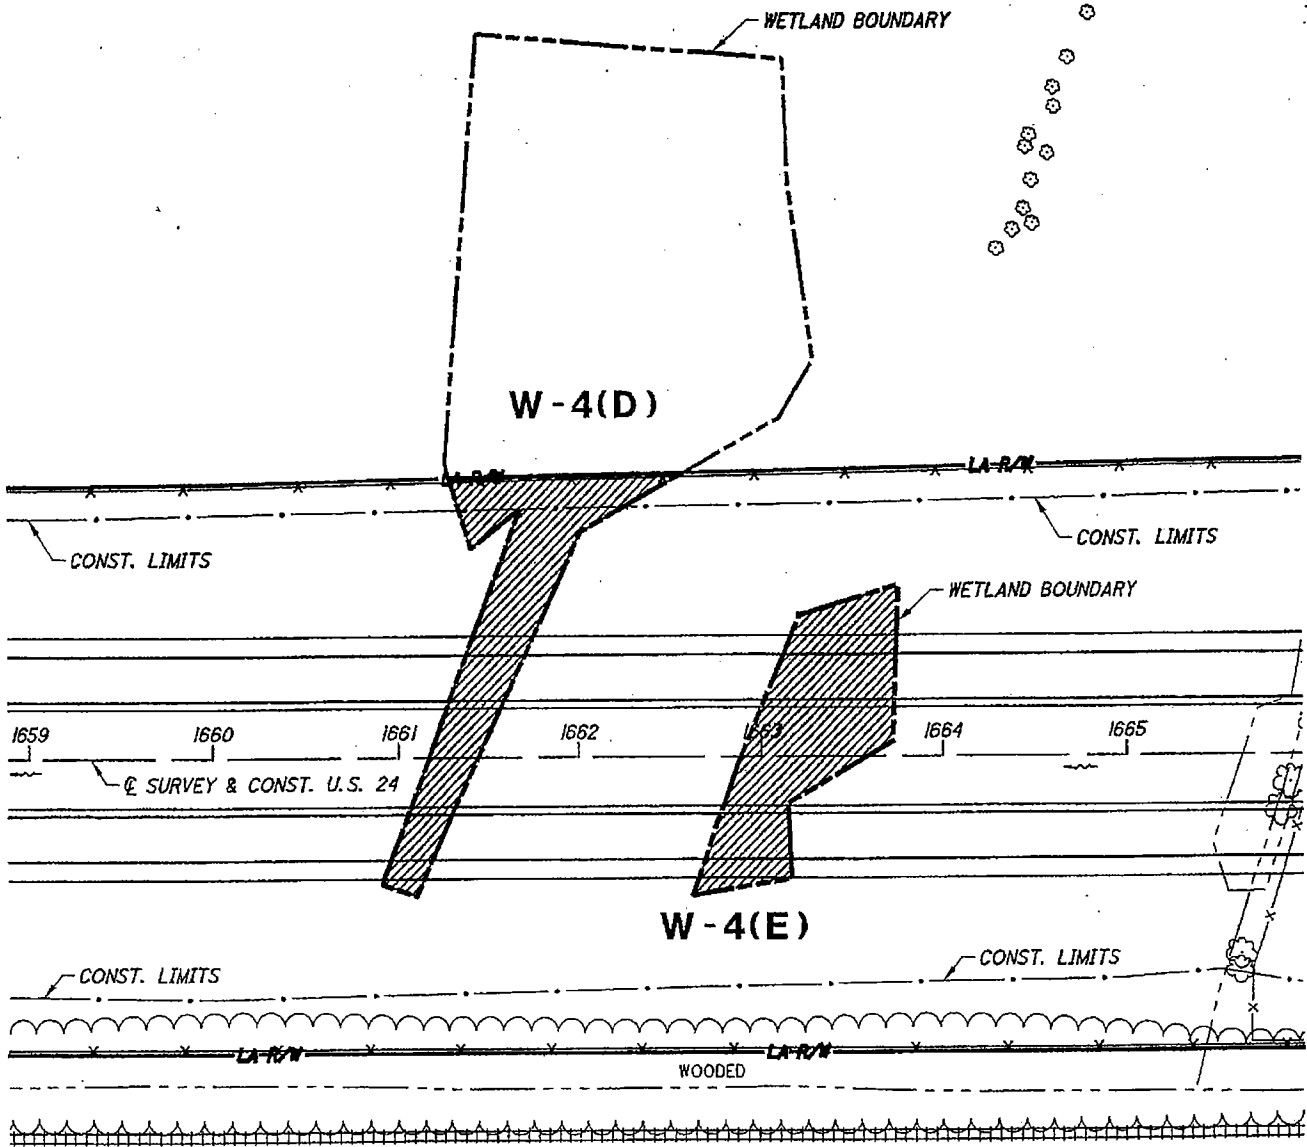 WETLAND BOUNDARY
W-4(D)
LA-R/W
LA-R/W
CONST. LIMITS
CONST. LIMITS
WETLAND BOUNDARY
1659 1660 1661 1662 1663 1664 1665
℄ SURVEY & CONST. U.S. 24
W-4(E)
CONST. LIMITS
CONST. LIMITS
LA-R/W
LA-R/W
WOODED